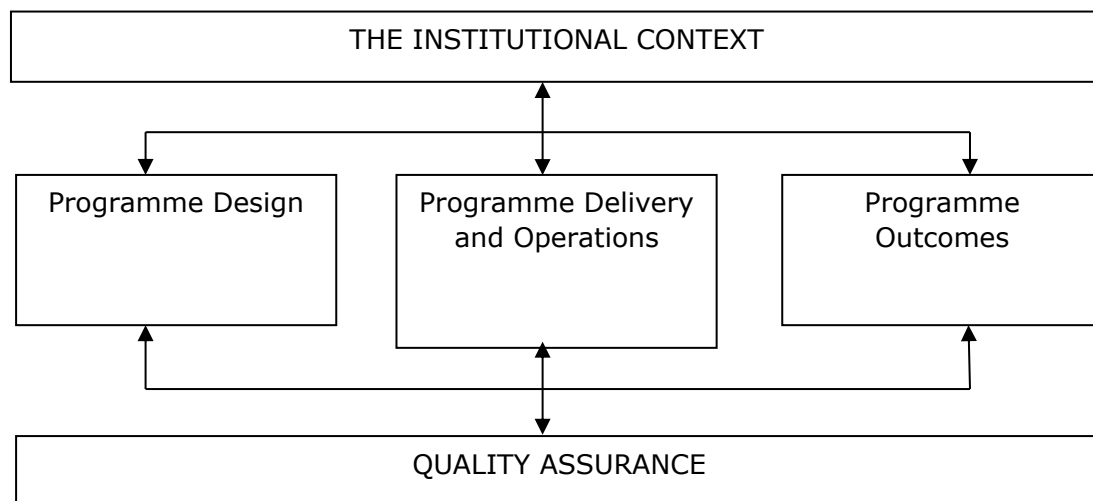 THE INSTITUTIONAL CONTEXT
Programme Design
Programme Delivery
and Operations
Programme
Outcomes
QUALITY ASSURANCE